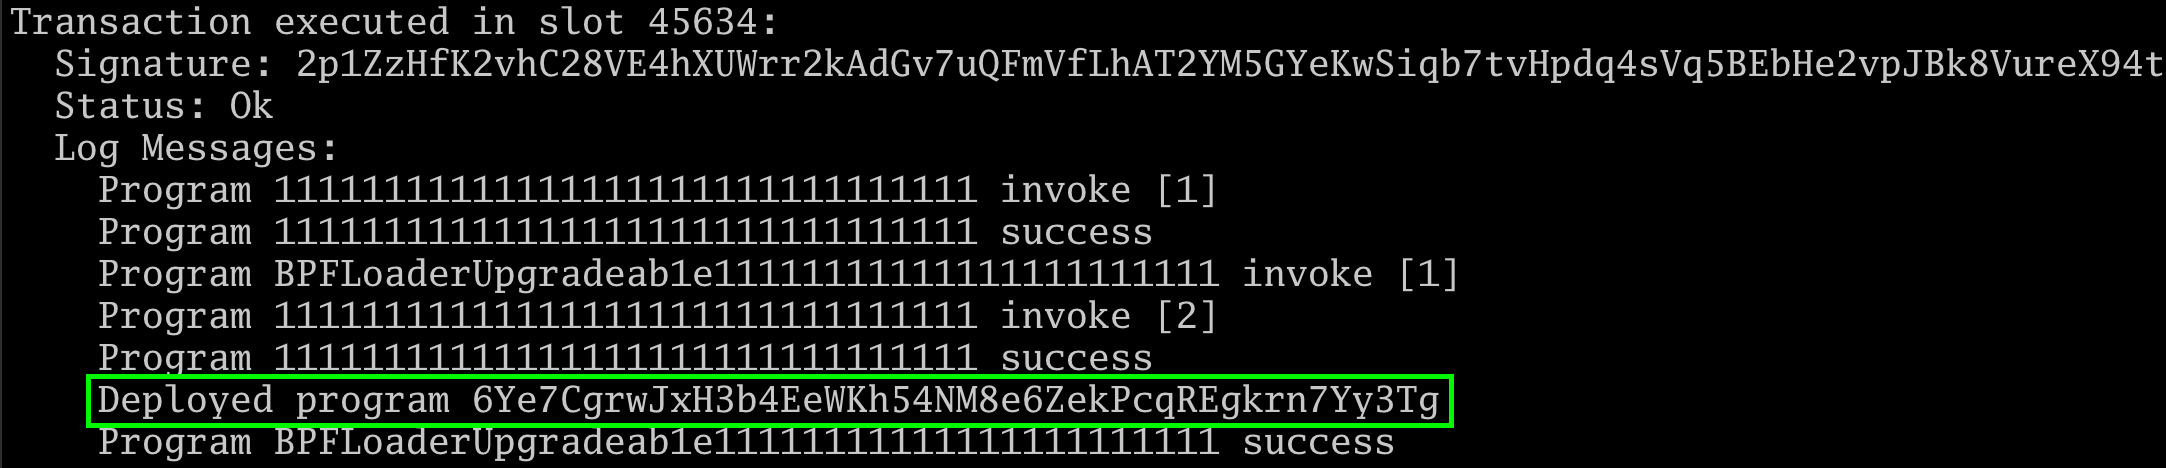 Transaction executed in slot 45634:
Signature: 2p1ZzHfK2vhC28VE4hXUWrr2kAdGv7uQFmVfLhAT2YM5GYeKwSiqb7tvHpdq4sVq5BEbHe2vpJBk8VureX94t
Status: Ok
Log Messages:
Program 11111111111111111111111111111111 invoke [1]
Program 11111111111111111111111111111111 success
Program BPFLoaderUpgradeab1e11111111111111111111111 invoke [1]
Program 11111111111111111111111111111111 invoke [2]
Program 11111111111111111111111111111111 success
Deployed program 6Ye7CgrwJxH3b4EeWKh54NM8e6ZekPcqREgkrn7Yy3Tg
Program BPFLoaderUpgradeab1e11111111111111111111111 success